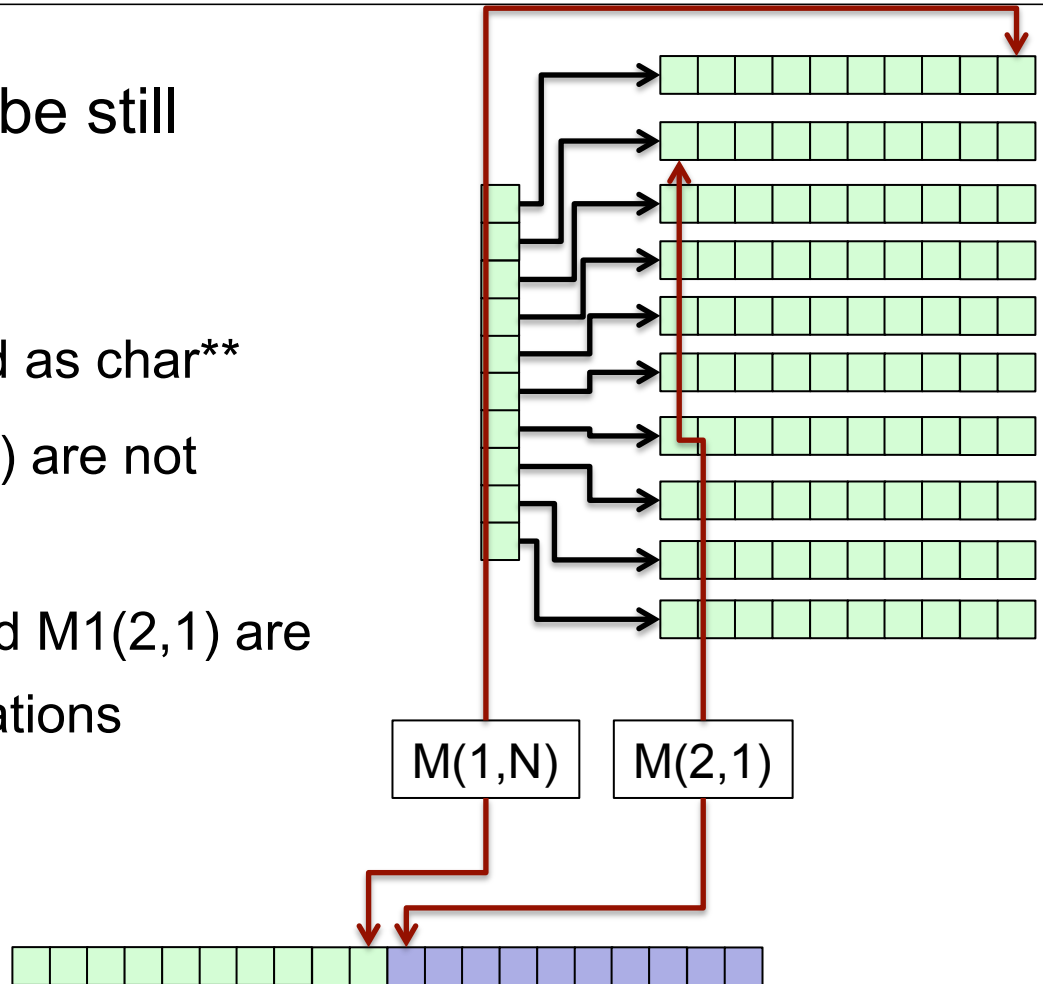 be still
d as char**
) are not
d M1(2,1) are
ations
M(1,N)
M(2,1)